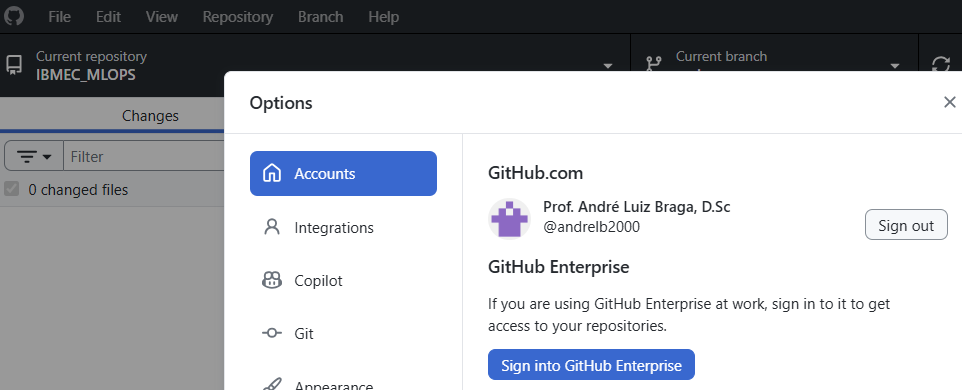 File Edit View Repository Branch Help
Current repository
IBMEC_MLOPS
Current branch
Options
Changes
Filter
0 changed files
Accounts
Integrations
Copilot
Git
Appearance
GitHub.com
Prof. André Luiz Braga, D.Sc
@andrelb2000
Sign out
GitHub Enterprise
If you are using GitHub Enterprise at work, sign in to it to get
access to your repositories.
Sign into GitHub Enterprise